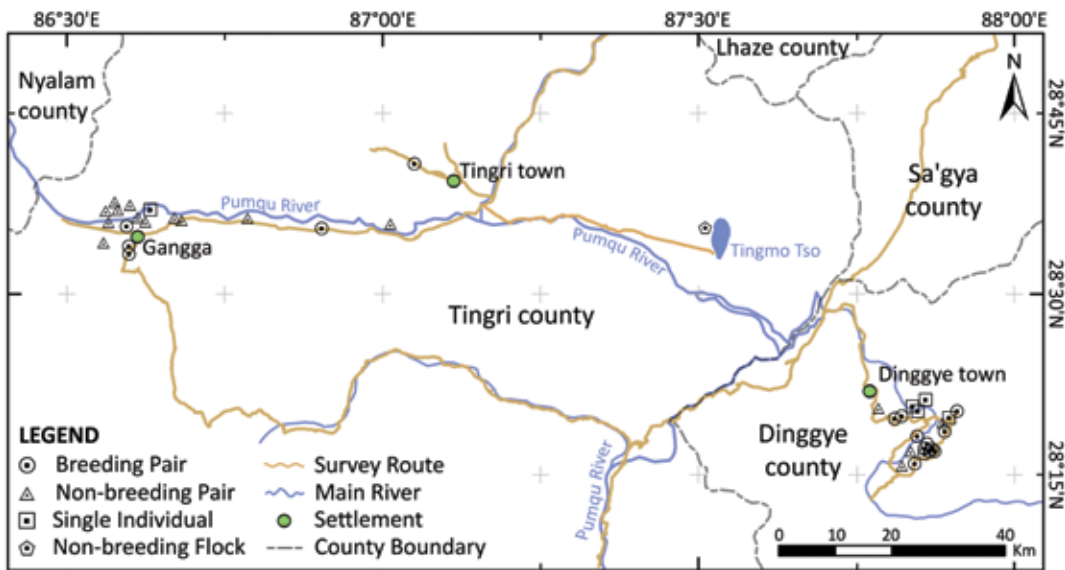 86°30'E 87°00'E 87°30'E 88°00'E
Nyalam
county
Lhaze county
N
28°45'N
Tingri town
Sa'gya
county
Pumqu River
Gangga
Pumqu River
Tingmo Tso
28°30'N
Tingri county
Dinggye town
Dinggye
county
Pumqu River
28°15'N
LEGEND
Breeding Pair Survey Route
Non-breeding Pair Main River
Single Individual Settlement
Non-breeding Flock County Boundary
0 10 20 40
Km